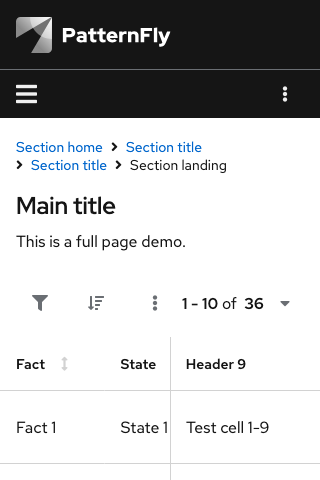 PatternFly
Section home Section title
Section title Section landing
Main title
This is a full page demo.
1 - 10 of 36
Fact State Header 9
Fact 1 State 1 Test cell 1-9